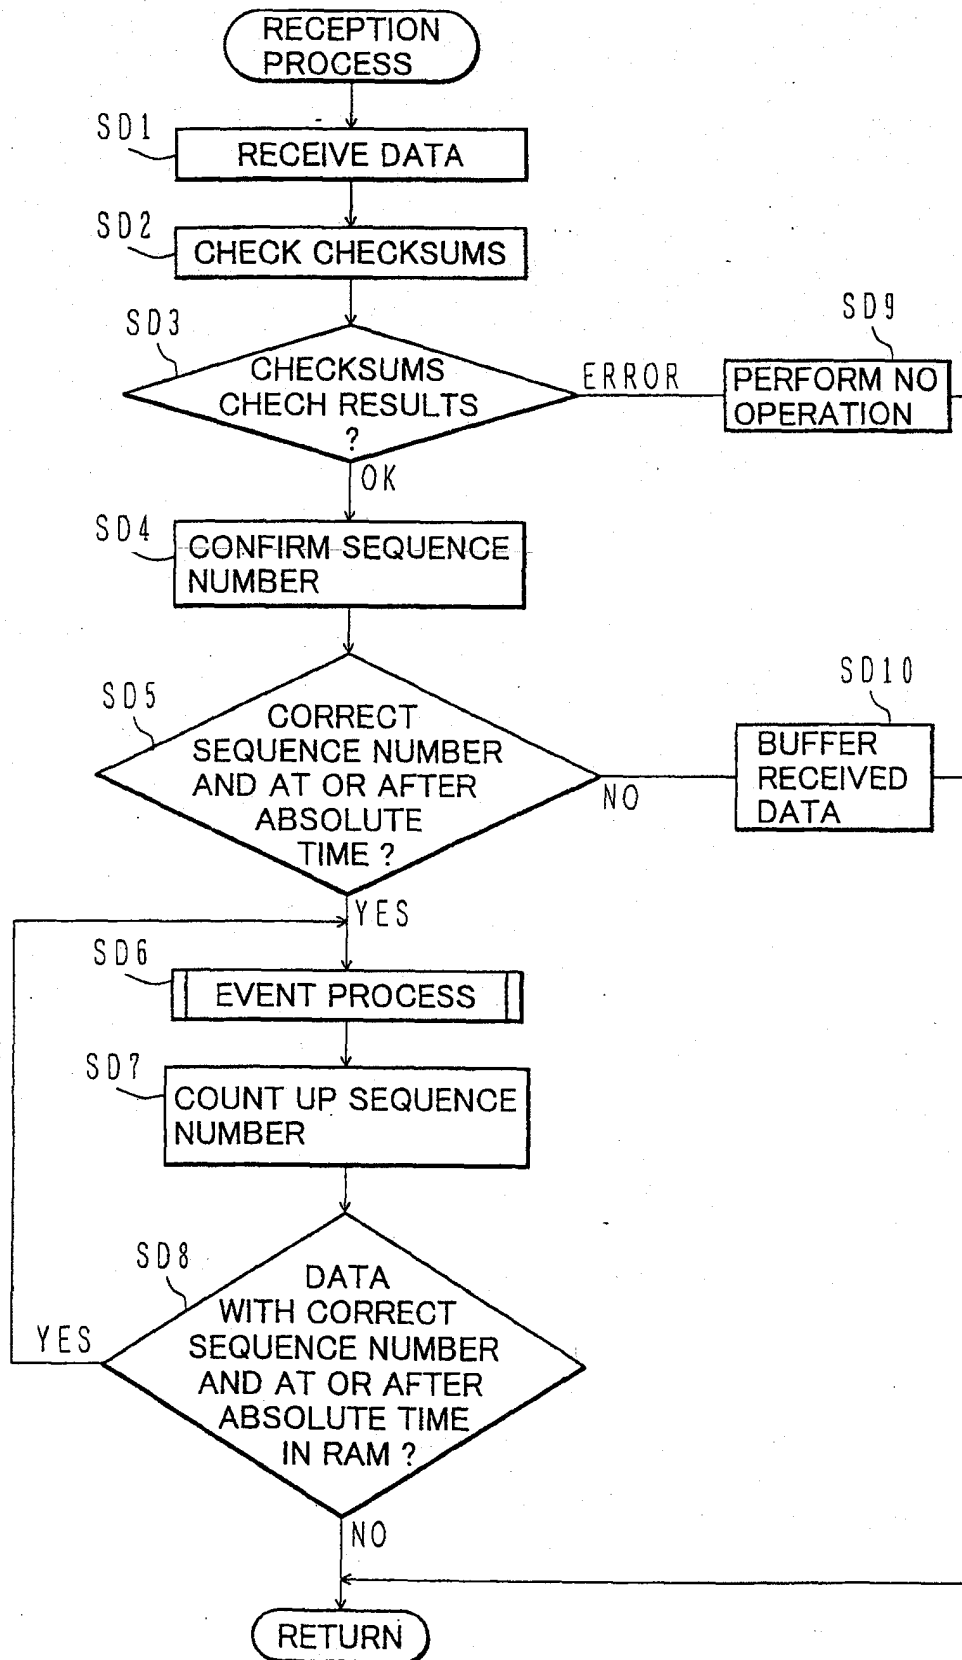 RECEPTION
PROCESS
SD1
RECEIVE DATA
SD2
CHECK CHECKSUMS
SD3
CHECKSUMS
CHECH RESULTS
?
ERROR
SD9
PERFORM NO
OPERATION
OK
SD4
CONFIRM SEQUENCE
NUMBER
SD5
CORRECT
SEQUENCE NUMBER
AND AT OR AFTER
ABSOLUTE
TIME ?
NO
SD10
BUFFER
RECEIVED
DATA
YES
SD6
EVENT PROCESS
SD7
COUNT UP SEQUENCE
NUMBER
SD8
DATA
WITH CORRECT
SEQUENCE NUMBER
AND AT OR AFTER
ABSOLUTE TIME
IN RAM ?
YES
NO
RETURN